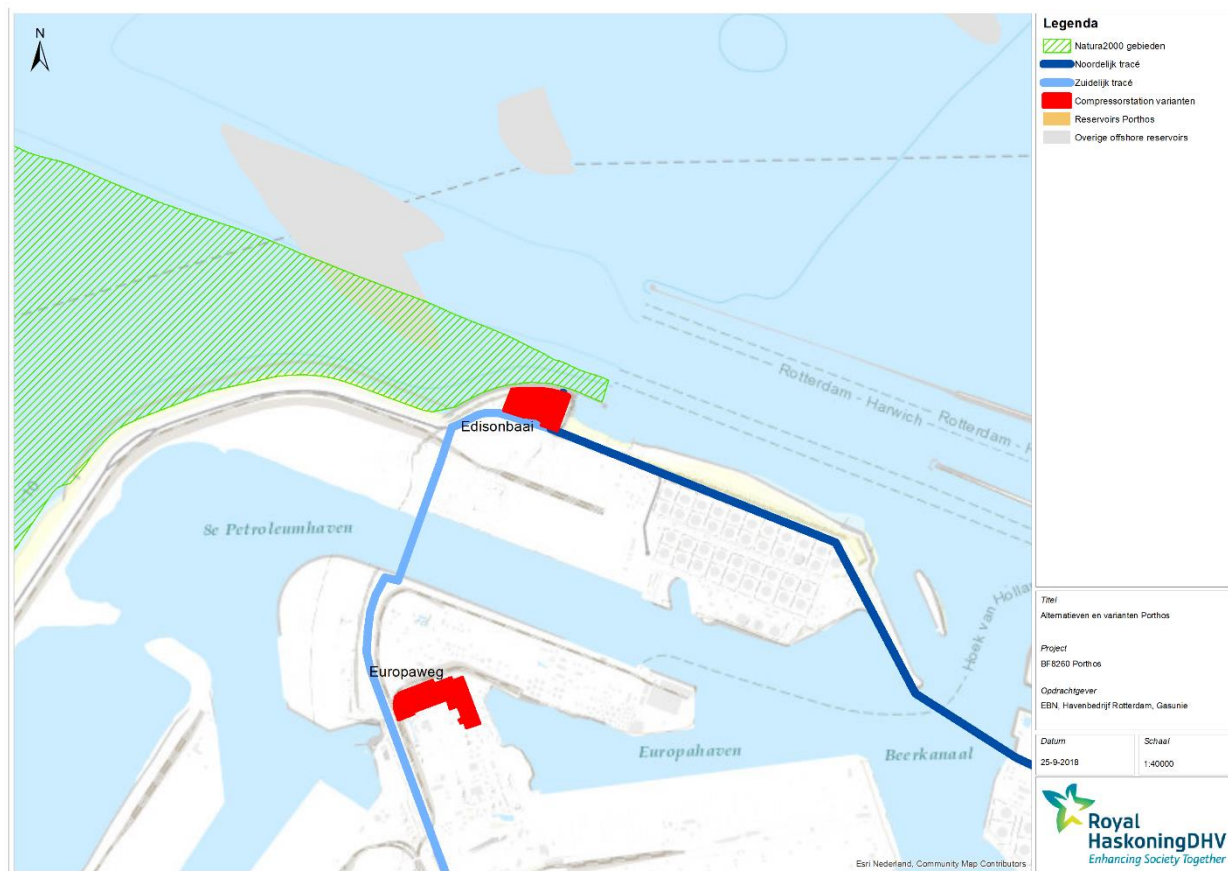 N
Edisonbaai
Rotterdam - Harwich - Rotterdam - H
8e Petroleumhaven
Europaweg
Europahaven
Beerkanaal
Hoek van Hollan
Esri Nederland, Community Map Contributors
Legenda
Natura2000 gebieden
Noordelijk tracé
Zuidelijk tracé
Compressorstation varianten
Reservoirs Porthos
Overige offshore reservoirs
Titel
Alternatieven en varianten Porthos
Project
BF8260 Porthos
Opdrachtgever
EBN, Havenbedrijf Rotterdam, Gasunie
Datum
25-9-2018
Schaal
1:40000
Royal
HaskoningDHV
Enhancing Society Together